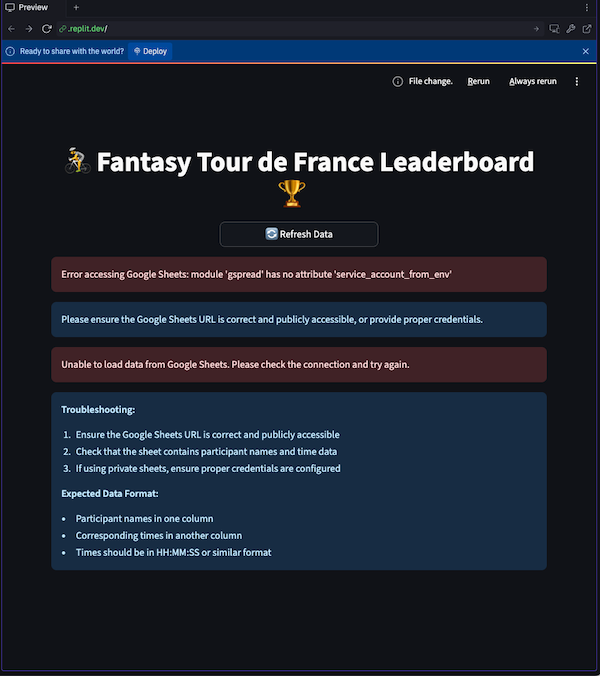 Preview
.replit.dev/
Ready to share with the world? Deploy
File change. Rerun Always rerun
Fantasy Tour de France Leaderboard
Refresh Data
Error accessing Google Sheets: module 'gspread' has no attribute 'service_account_from_env'
Please ensure the Google Sheets URL is correct and publicly accessible, or provide proper credentials.
Unable to load data from Google Sheets. Please check the connection and try again.
Troubleshooting:
1. Ensure the Google Sheets URL is correct and publicly accessible
2. Check that the sheet contains participant names and time data
3. If using private sheets, ensure proper credentials are configured
Expected Data Format:
• Participant names in one column
• Corresponding times in another column
• Times should be in HH:MM:SS or similar format